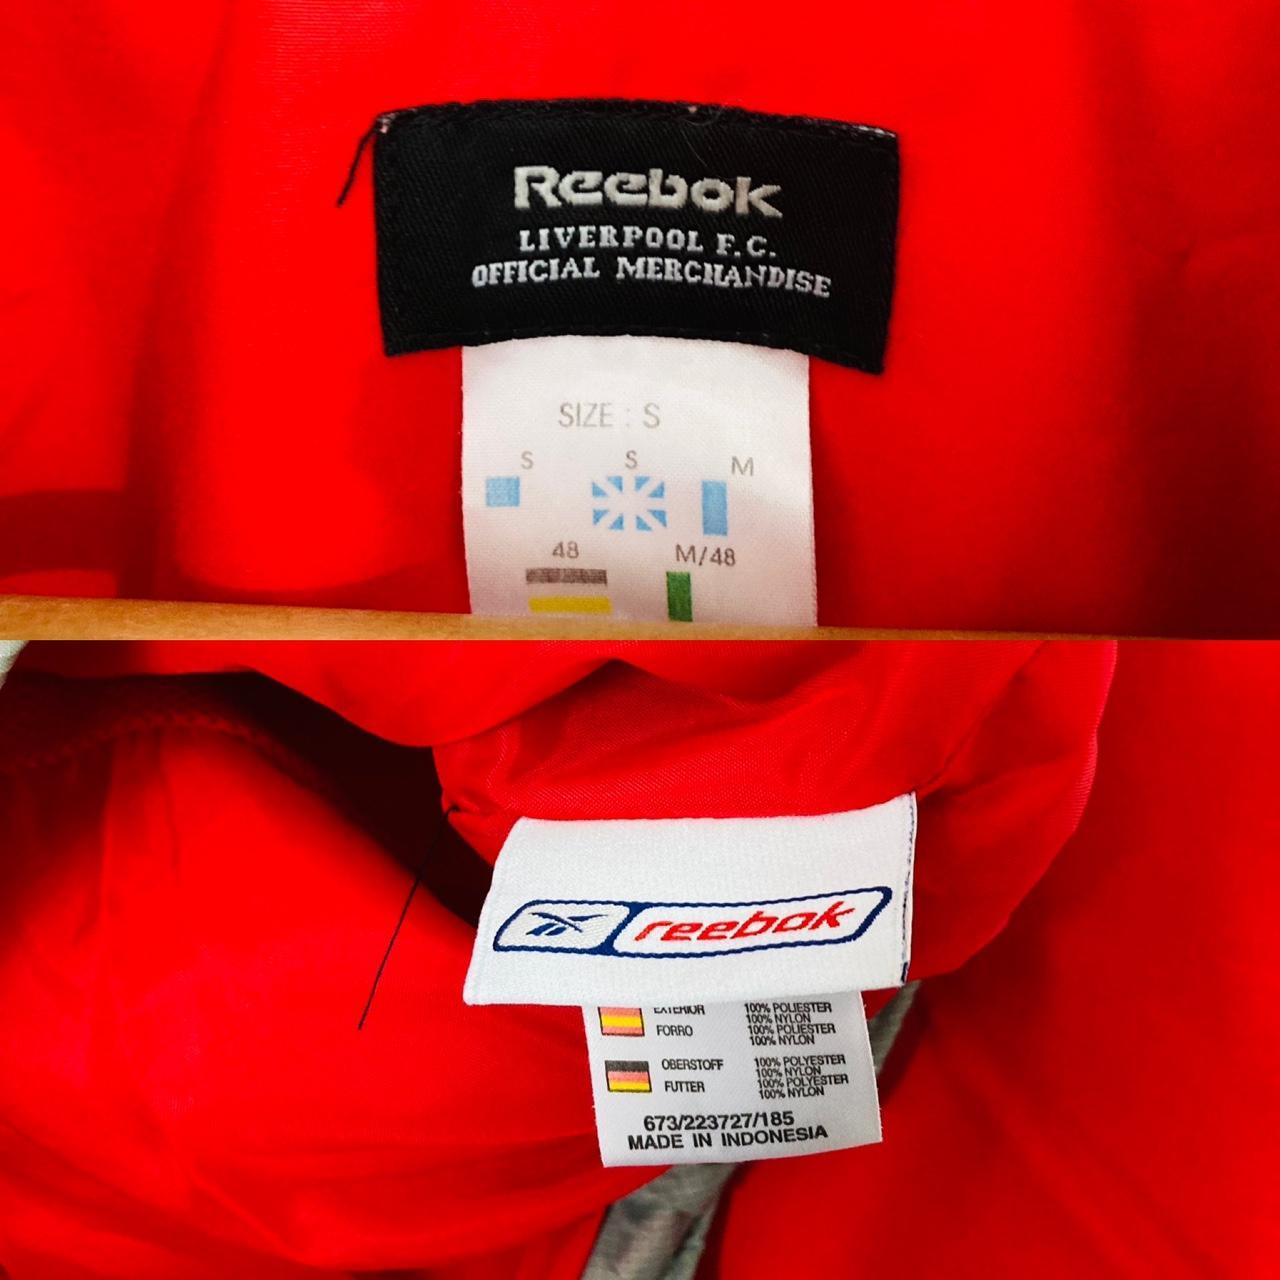 Reebok
LIVERPOOL F.C.
OFFICIAL MERCHANDISE
SIZE : S
S S M
48 M/48
reebok
EXTERIOR 100% POLIESTER
100% NYLON
FORRO 100% POLIESTER
100% NYLON
OBERSTOFF 100% POLYESTER
100% NYLON
FUTTER 100% POLYESTER
100% NYLON
673/223727/185
MADE IN INDONESIA